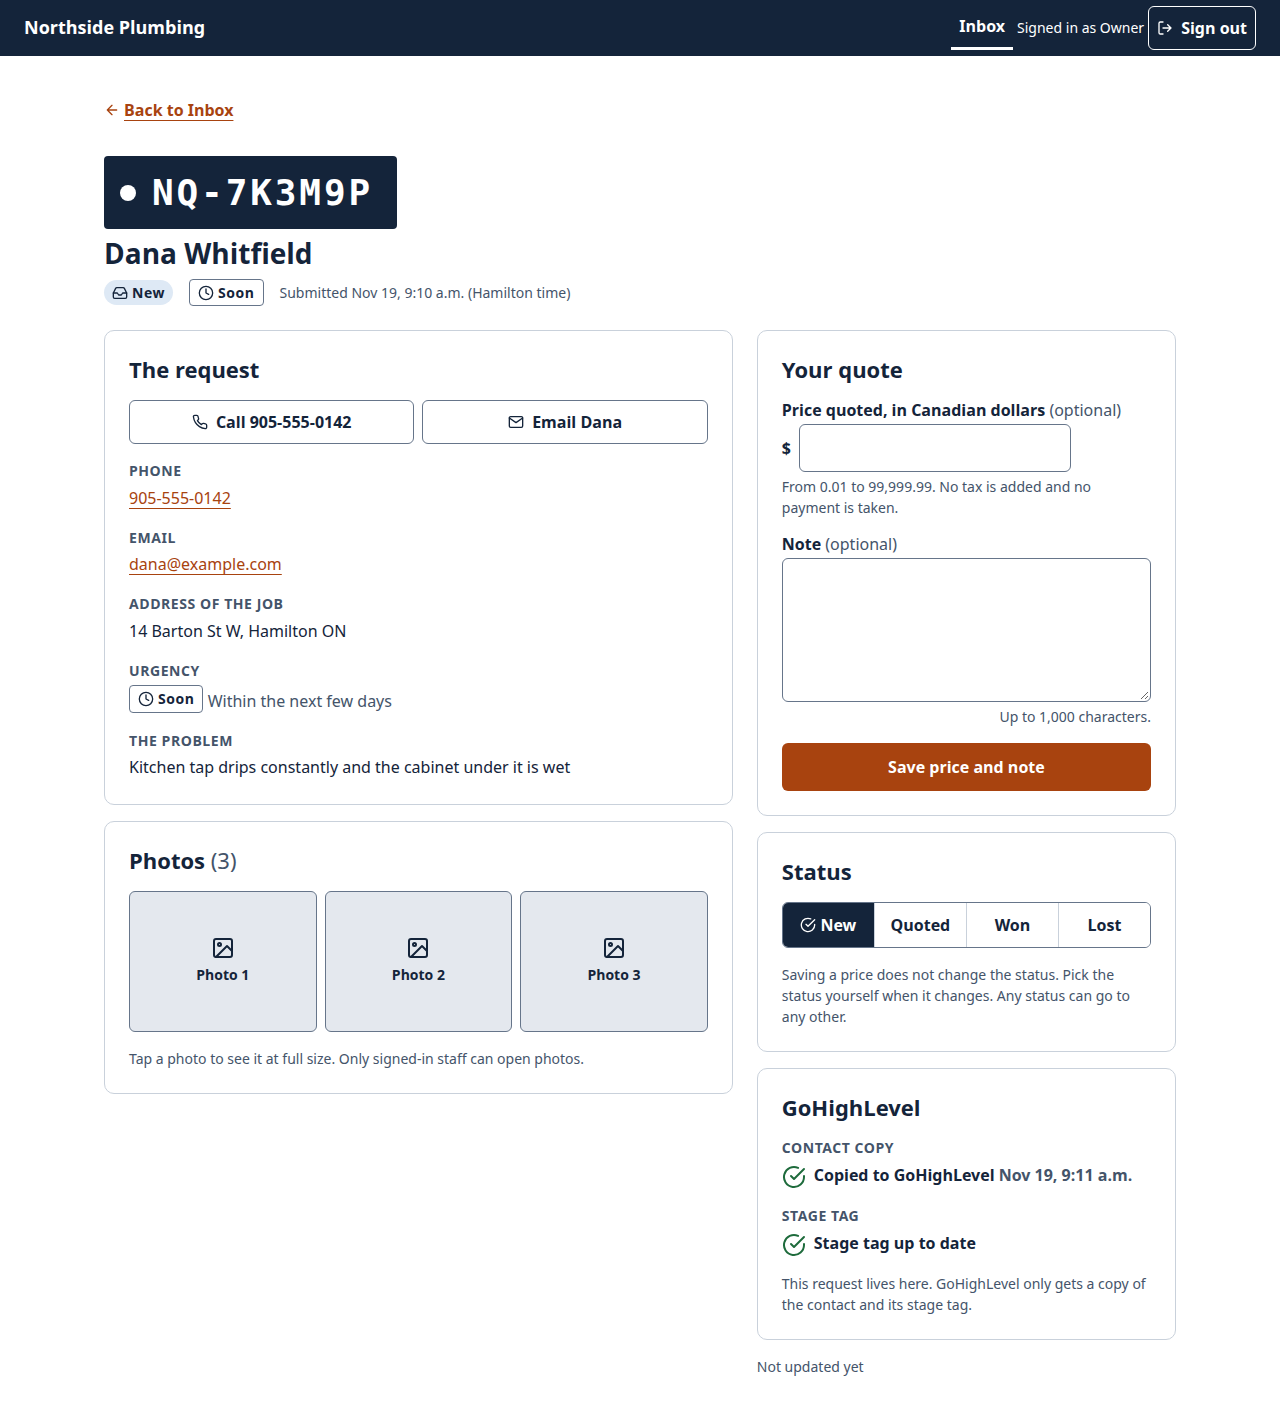 Northside Plumbing
Inbox
Signed in as Owner
Sign out
Back to Inbox
NQ-7K3M9P
Dana Whitfield
New
Soon
Submitted Nov 19, 9:10 a.m. (Hamilton time)
The request
Call 905-555-0142
Email Dana
PHONE
905-555-0142
EMAIL
dana@example.com
ADDRESS OF THE JOB
14 Barton St W, Hamilton ON
URGENCY
Soon Within the next few days
THE PROBLEM
Kitchen tap drips constantly and the cabinet under it is wet
Photos (3)
Photo 1
Photo 2
Photo 3
Tap a photo to see it at full size. Only signed-in staff can open photos.
Your quote
Price quoted, in Canadian dollars (optional)
$
From 0.01 to 99,999.99. No tax is added and no
payment is taken.
Note (optional)
Up to 1,000 characters.
Save price and note
Status
New
Quoted
Won
Lost
Saving a price does not change the status. Pick the
status yourself when it changes. Any status can go to
any other.
GoHighLevel
CONTACT COPY
Copied to GoHighLevel Nov 19, 9:11 a.m.
STAGE TAG
Stage tag up to date
This request lives here. GoHighLevel only gets a copy of
the contact and its stage tag.
Not updated yet